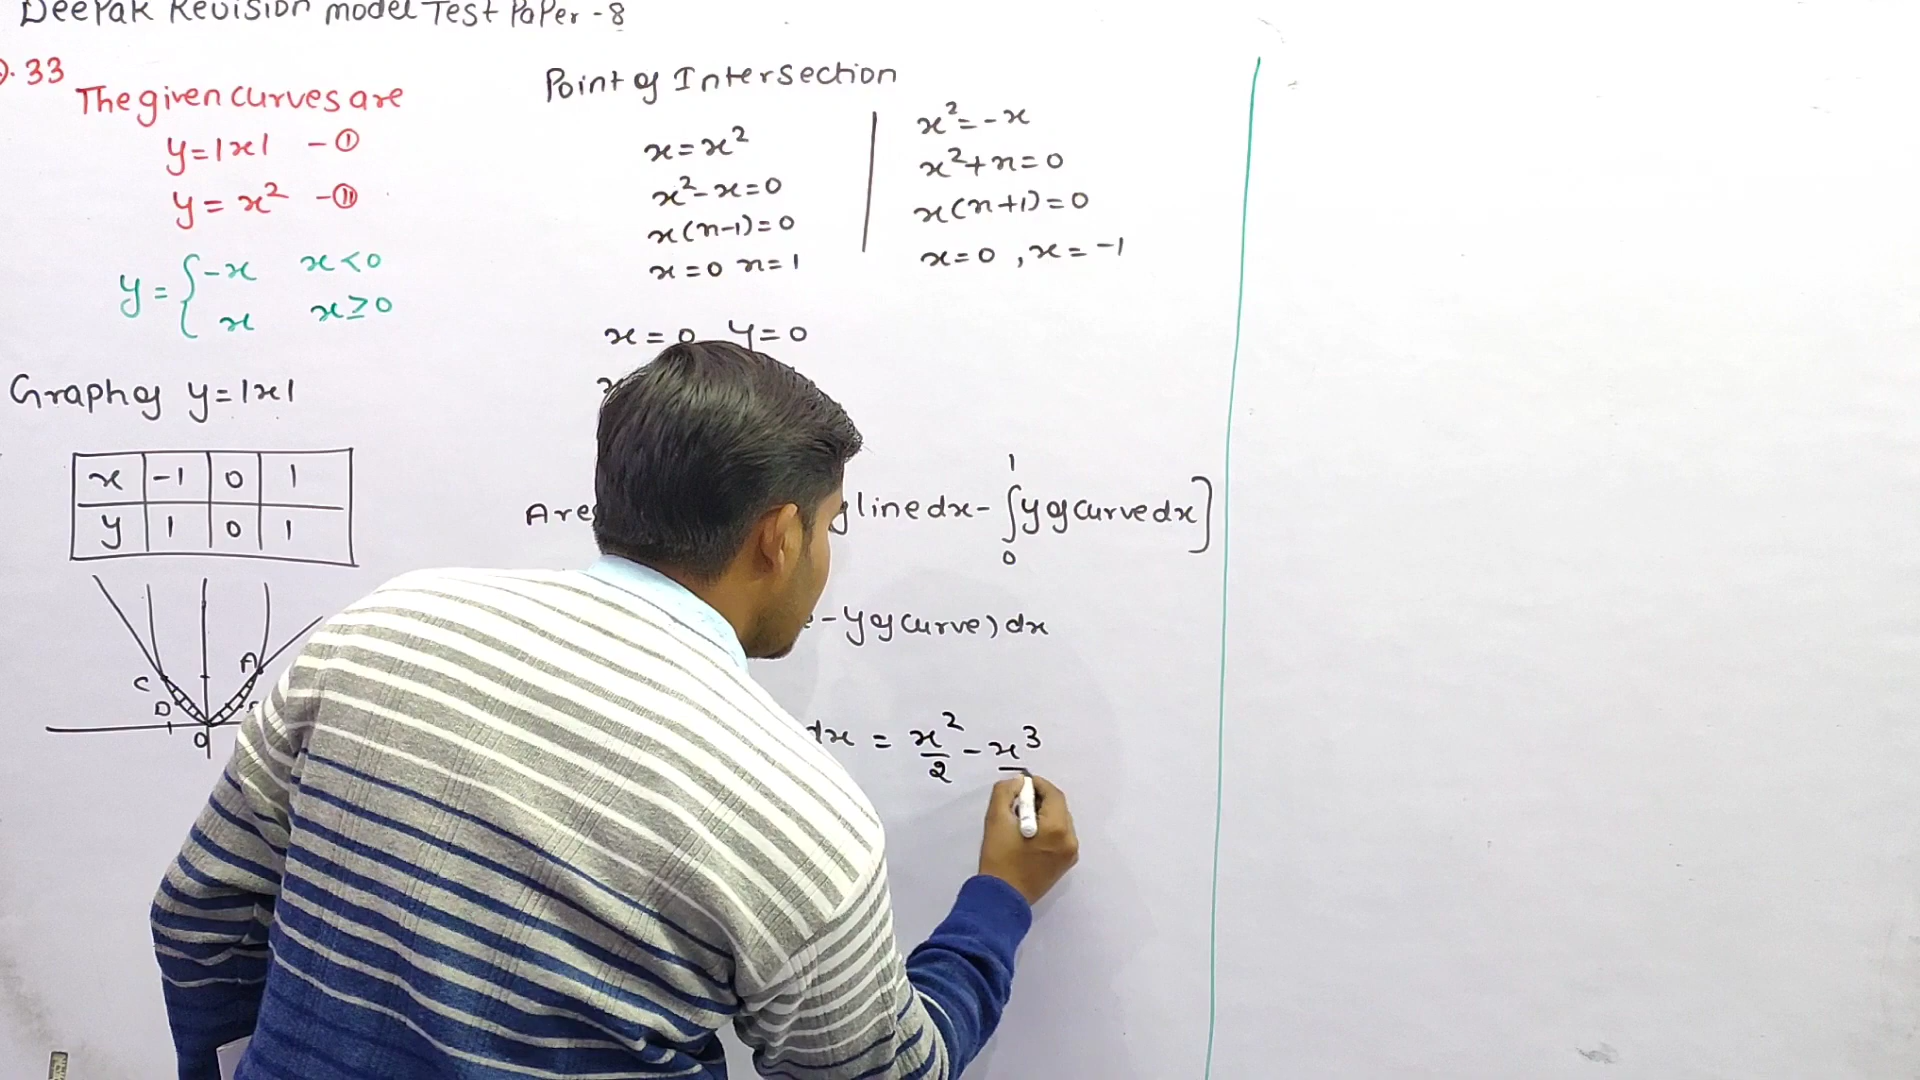 Deepak Revision model Test Paper - 8
Q. 33
The given curves are
y = |x| - ①
y = x² - ⑪
y = { -x   x < 0
x   x ≥ 0
Graph of y = |x|
x | -1 | 0 | 1
y | 1 | 0 | 1
C A
D
O
Point of Intersection
x = x²
x² - x = 0
x(x-1) = 0
x = 0 x = 1
x² = -x
x² + x = 0
x(x+1) = 0
x = 0 , x = -1
x = 0 y = 0
line dx - ∫₀¹ y of curve dx]
- y of curve) dx
dx = x²/2 - x³